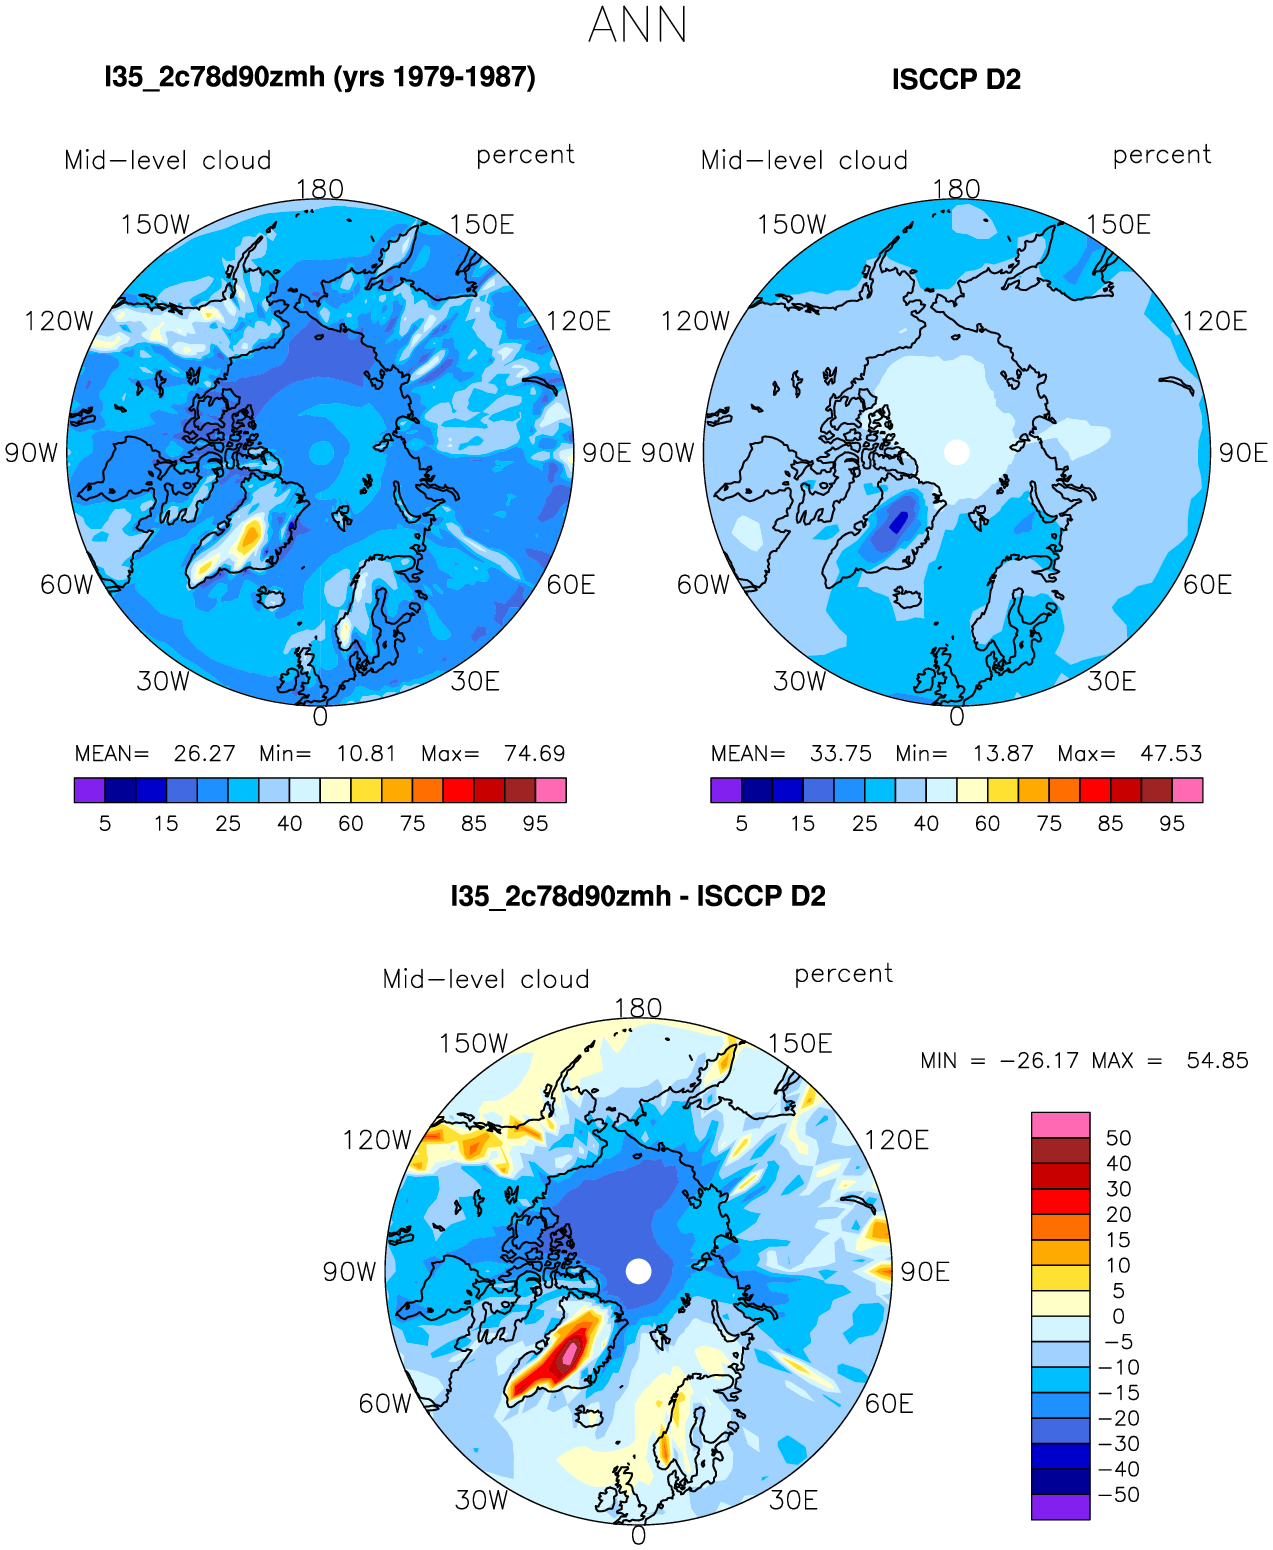 ANN
I35_2c78d90zmh (yrs 1979-1987)
Mid-level cloud percent
180
150W 150E
120W 120E
90W 90E
60W 60E
30W 30E
0
MEAN= 26.27 Min= 10.81 Max= 74.69
5 15 25 40 60 75 85 95
ISCCP D2
Mid-level cloud percent
180
150W 150E
120W 120E
90W 90E
60W 60E
30W 30E
0
MEAN= 33.75 Min= 13.87 Max= 47.53
5 15 25 40 60 75 85 95
I35_2c78d90zmh - ISCCP D2
Mid-level cloud percent
180
150W 150E
120W 120E
90W 90E
60W 60E
30W 30E
0
MIN = -26.17 MAX = 54.85
50
40
30
20
15
10
5
0
-5
-10
-15
-20
-30
-40
-50